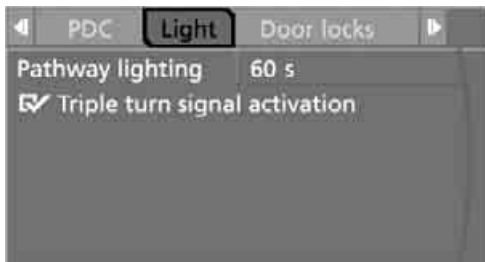 PDC Light Door locks
Pathway lighting 60 s
Triple turn signal activation